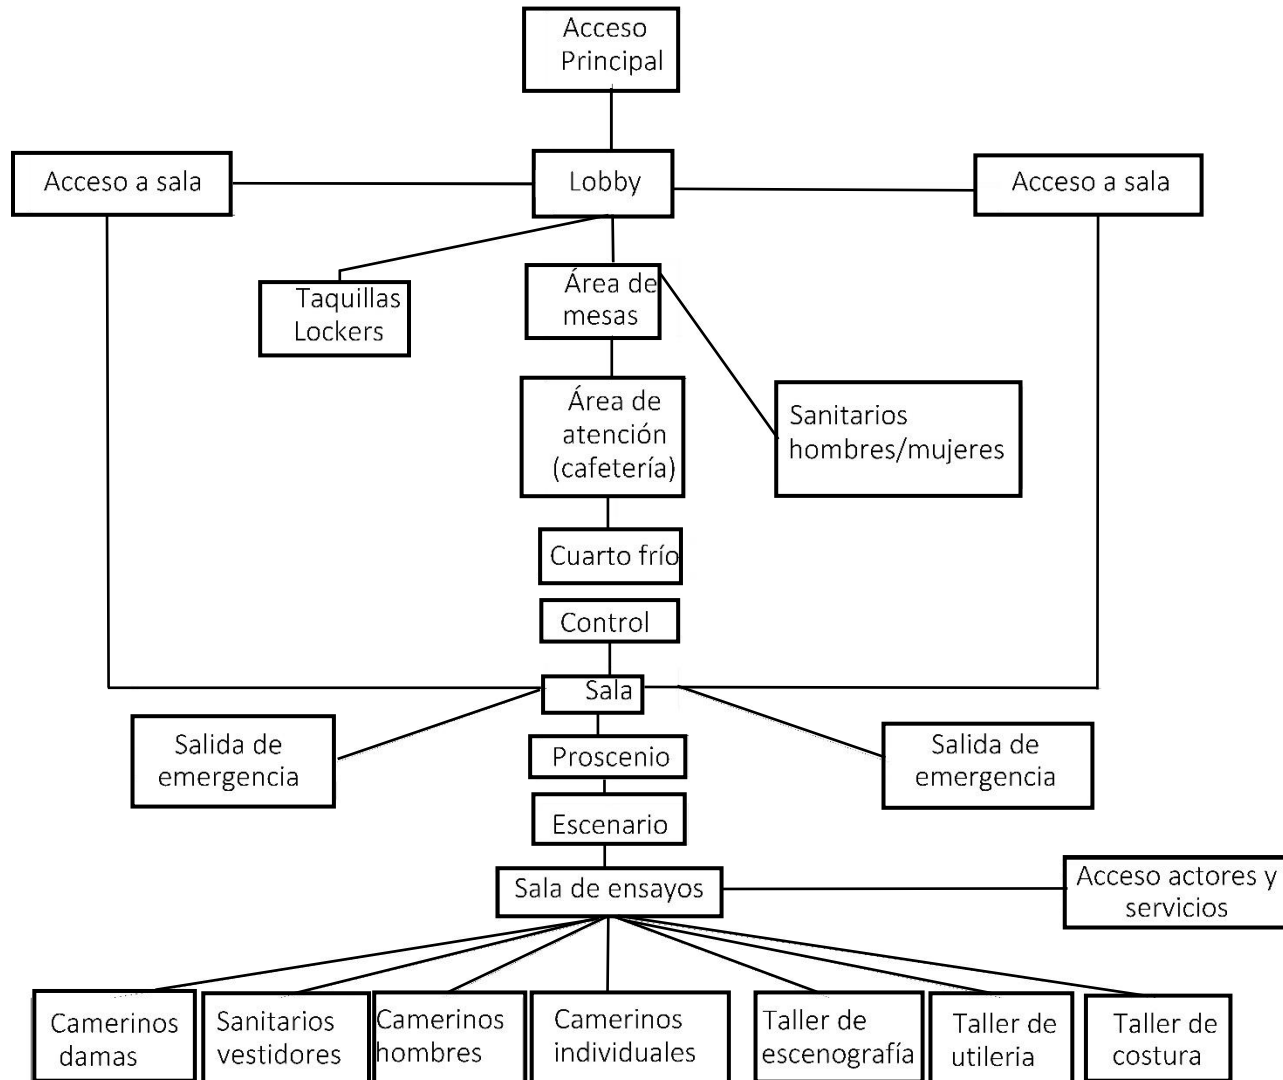 Acceso
Principal
Acceso a sala
Lobby
Acceso a sala
Taquillas
Lockers
Área de
mesas
Área de
atención
(cafetería)
Sanitarios
hombres/mujeres
Cuarto frío
Control
Sala
Salida de
emergencia
Proscenio
Salida de
emergencia
Escenario
Sala de ensayos
Acceso actores y
servicios
Camerinos
damas
Sanitarios
vestidores
Camerinos
hombres
Camerinos
individuales
Taller de
escenografía
Taller de
utileria
Taller de
costura